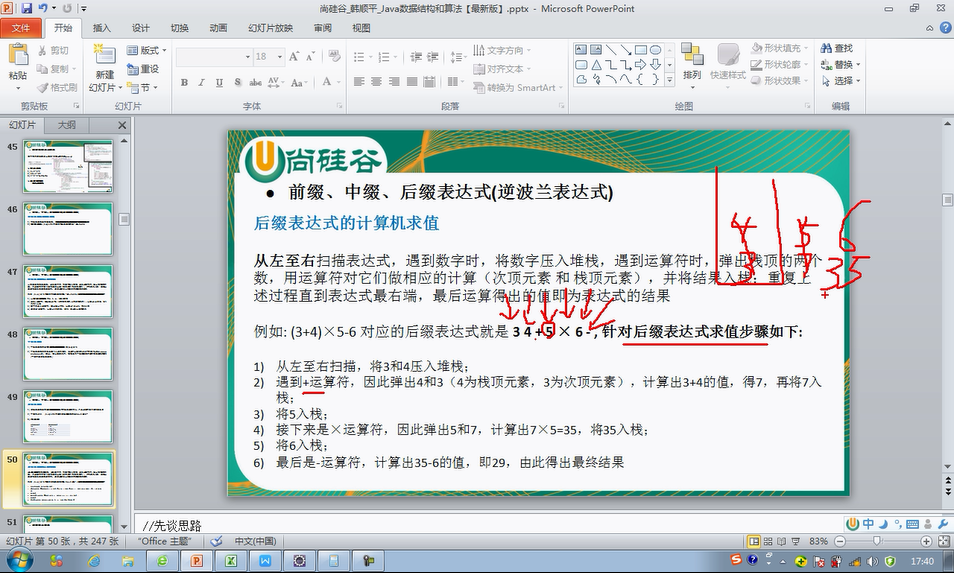 尚硅谷_韩顺平_Java数据结构和算法【最新版】.pptx - Microsoft PowerPoint
文件 开始 插入 设计 切换 动画 幻灯片放映 审阅 视图
粘贴 剪切 复制 格式刷
新建 幻灯片 版式 重设 节
18
B I U S abc AV Aa A
文字方向 对齐文本 转换为 SmartArt
排列 快速样式 形状填充 形状轮廓 形状效果
查找 替换 选择
剪贴板 幻灯片 字体 段落 绘图 编辑
幻灯片 大纲
45
46
47
48
49
50
51
尚硅谷
• 前缀、中缀、后缀表达式(逆波兰表达式)
后缀表达式的计算机求值
从左至右扫描表达式，遇到数字时，将数字压入堆栈，遇到运算符时，弹出栈顶的两个
数，用运算符对它们做相应的计算（次顶元素 和 栈顶元素），并将结果入栈；重复上
述过程直到表达式最右端，最后运算得出的值即为表达式的结果
例如: (3+4)×5-6 对应的后缀表达式就是 3 4 + 5 × 6 - , 针对后缀表达式求值步骤如下:
1) 从左至右扫描，将3和4压入堆栈；
2) 遇到+运算符，因此弹出4和3（4为栈顶元素，3为次顶元素），计算出3+4的值，得7，再将7入
栈；
3) 将5入栈；
4) 接下来是×运算符，因此弹出5和7，计算出7×5=35，将35入栈；
5) 将6入栈；
6) 最后是-运算符，计算出35-6的值，即29，由此得出最终结果
4 5 6
3 7 35
//先谈思路
中
幻灯片 第 50 张，共 247 张 "Office 主题" 中文(中国) 83%
17:40